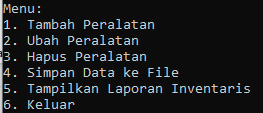 Menu:
1. Tambah Peralatan
2. Ubah Peralatan
3. Hapus Peralatan
4. Simpan Data ke File
5. Tampilkan Laporan Inventaris
6. Keluar